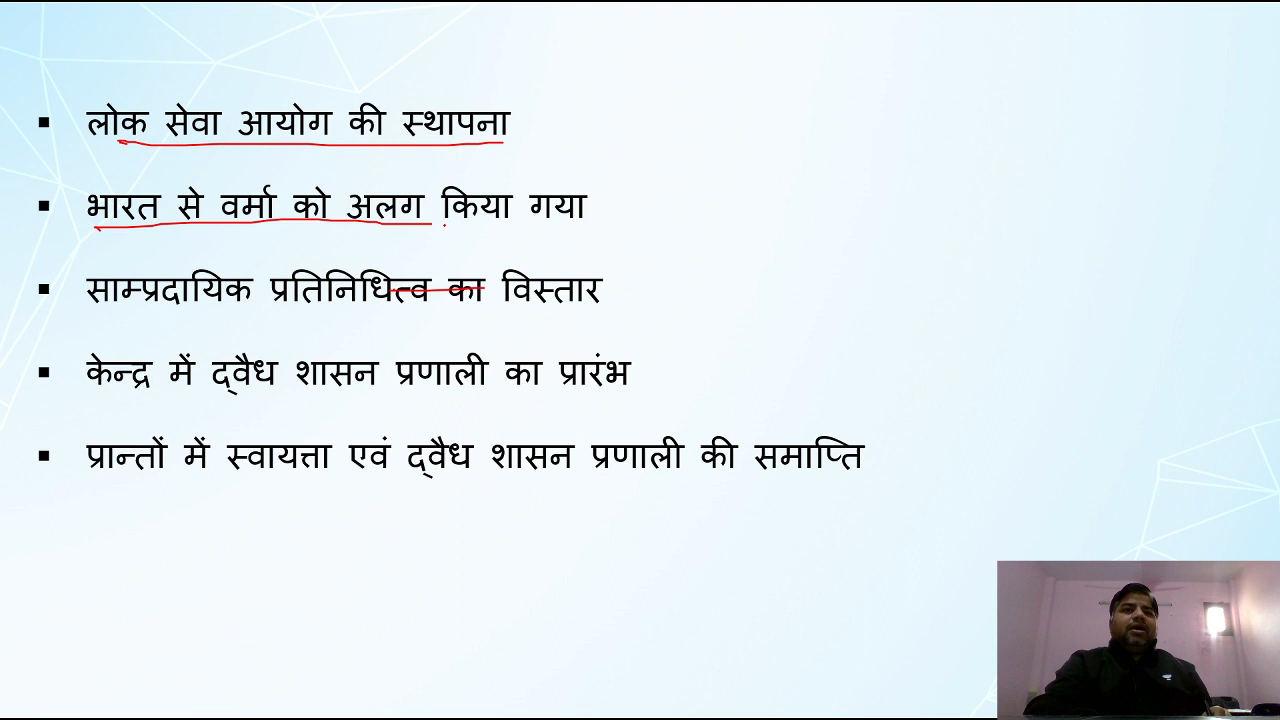 लोक सेवा आयोग की स्थापना
भारत से वर्मा को अलग किया गया
साम्प्रदायिक प्रतिनिधित्व का विस्तार
केन्द्र में द्वैध शासन प्रणाली का प्रारंभ
प्रान्तों में स्वायत्ता एवं द्वैध शासन प्रणाली की समाप्ति